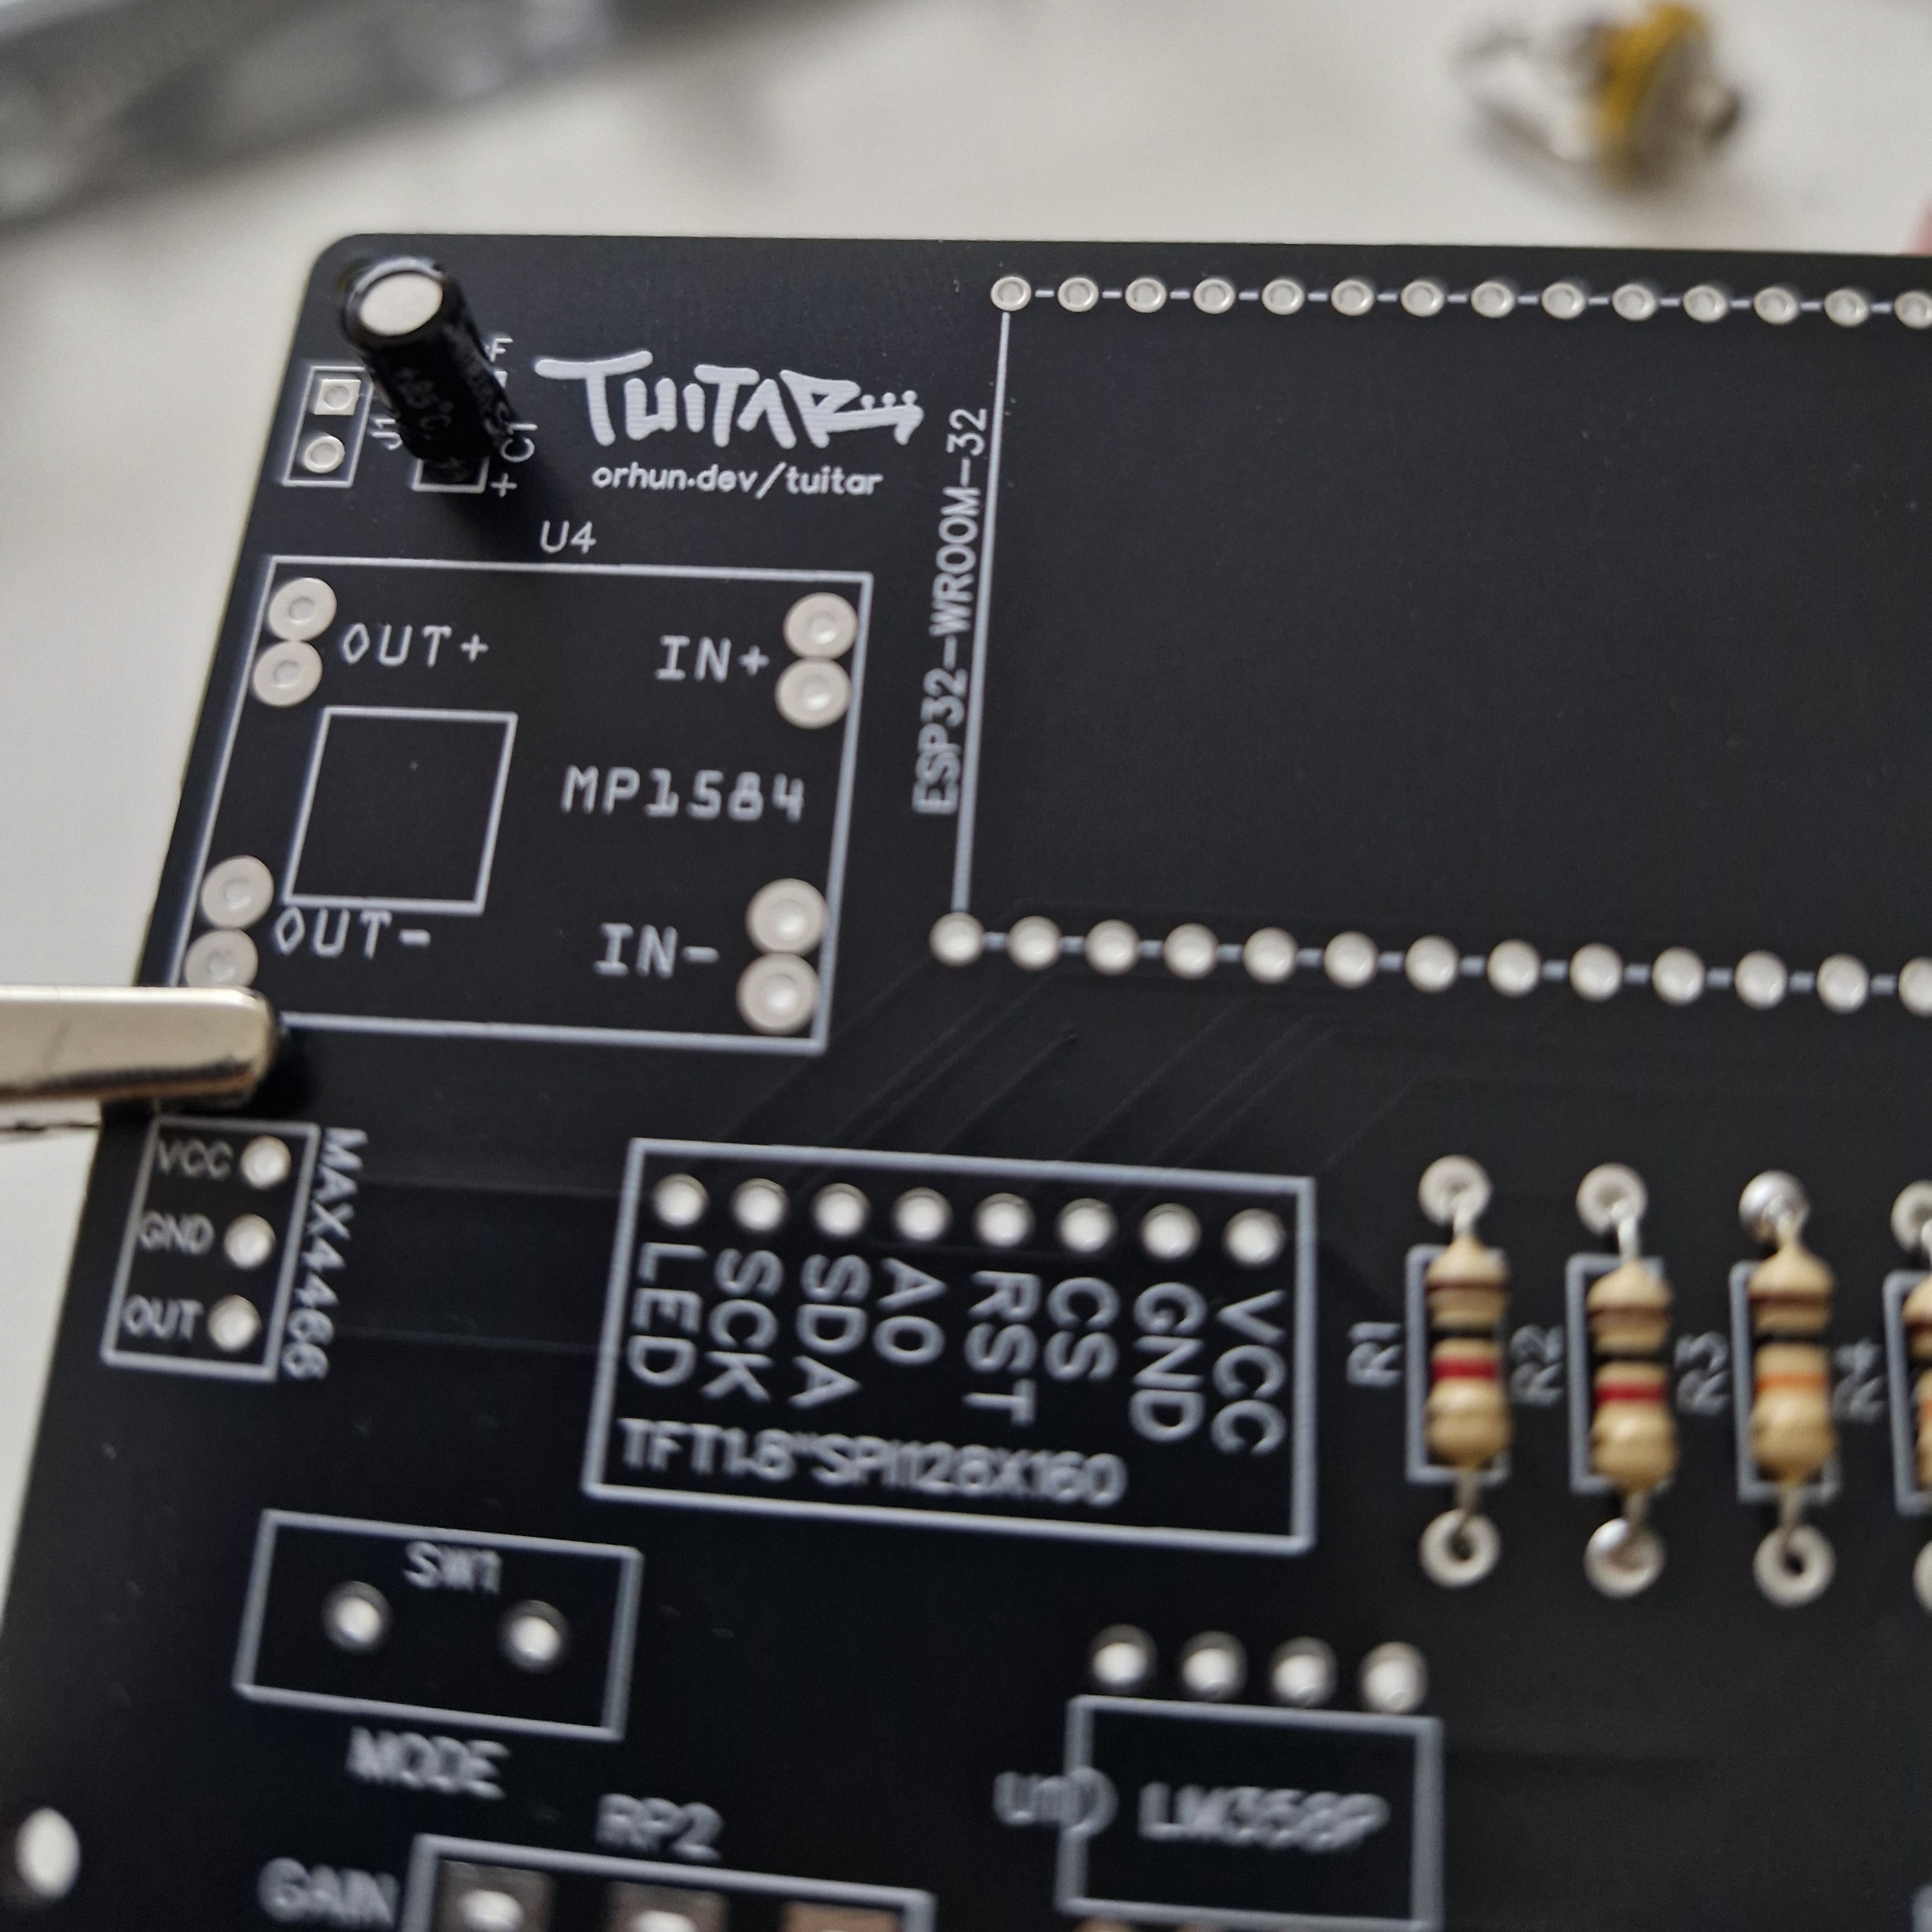 TUITAR
orhun.dev/tuitar
J1
F
C1
+
U4
ESP32-WROOM-32
OUT+
IN+
MP1584
OUT-
IN-
VCC
GND
OUT
MAX4466
LED
SCK
SDA
A0
RST
CS
GND
VCC
TFT1.8"SPI128X160
R1
R2
R3
R4
SW1
MODE
U1
LM358P
RP2
GAIN